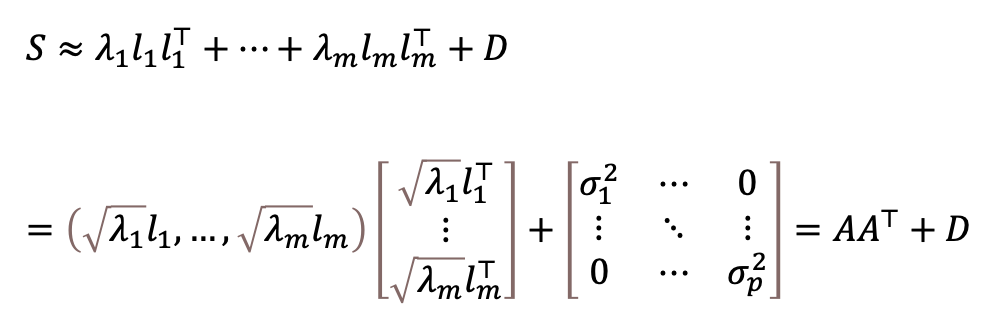 S ≈ λ₁l₁l₁ᵀ + ⋯ + λₘlₘlₘᵀ + D
= (√λ₁l₁, …, √λₘlₘ) [√λ₁l₁ᵀ ⋮ √λₘlₘᵀ] + [σ₁² ⋯ 0 ⋮ ⋱ ⋮ 0 ⋯ σₚ²] = AAᵀ + D